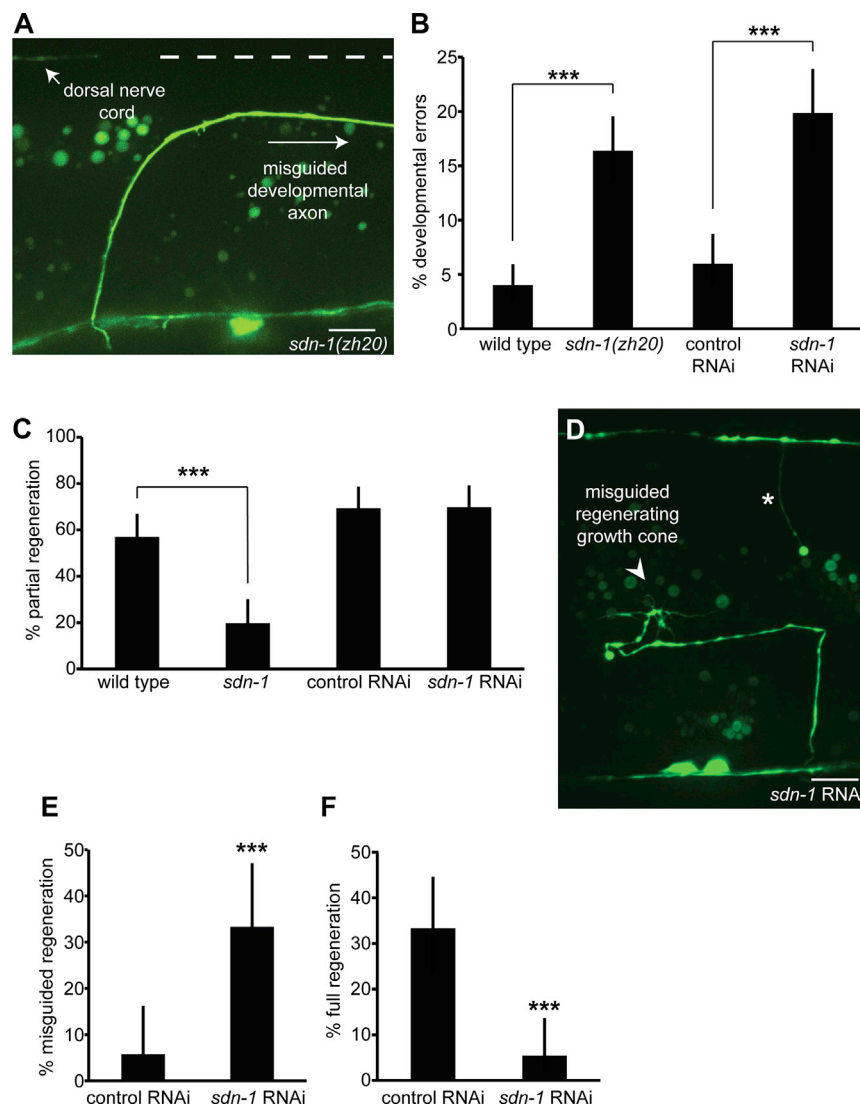 A
dorsal nerve
cord
misguided
developmental
axon
sdn-1(zh20)
B
% developmental errors
25
20
15
10
5
0
***
***
wild type
sdn-1(zh20)
control
RNAi
sdn-1
RNAi
C
% partial regeneration
100
80
60
40
20
0
***
wild type
sdn-1
control RNAi
sdn-1 RNAi
D
misguided
regenerating
growth cone
*
sdn-1 RNA
E
% misguided regeneration
50
40
30
20
10
0
***
control RNAi
sdn-1 RNAi
F
% full regeneration
50
40
30
20
10
0
***
control RNAi
sdn-1 RNAi